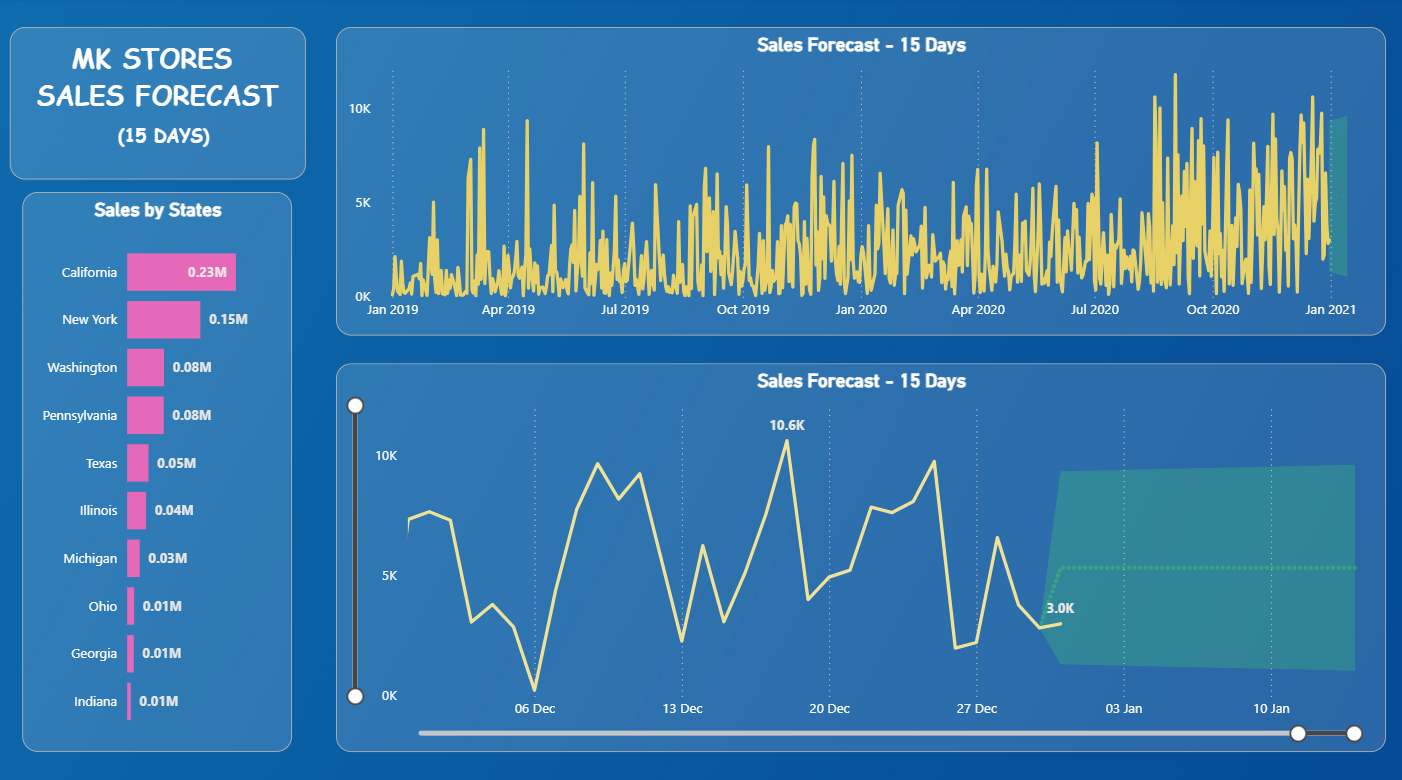 MK STORES
SALES FORECAST
(15 DAYS)
Sales by States
California 0.23M
New York 0.15M
Washington 0.08M
Pennsylvania 0.08M
Texas 0.05M
Illinois 0.04M
Michigan 0.03M
Ohio 0.01M
Georgia 0.01M
Indiana 0.01M
Sales Forecast - 15 Days
10K
5K
0K
Jan 2019 Apr 2019 Jul 2019 Oct 2019 Jan 2020 Apr 2020 Jul 2020 Oct 2020 Jan 2021
Sales Forecast - 15 Days
10.6K
10K
5K
3.0K
0K
06 Dec 13 Dec 20 Dec 27 Dec 03 Jan 10 Jan